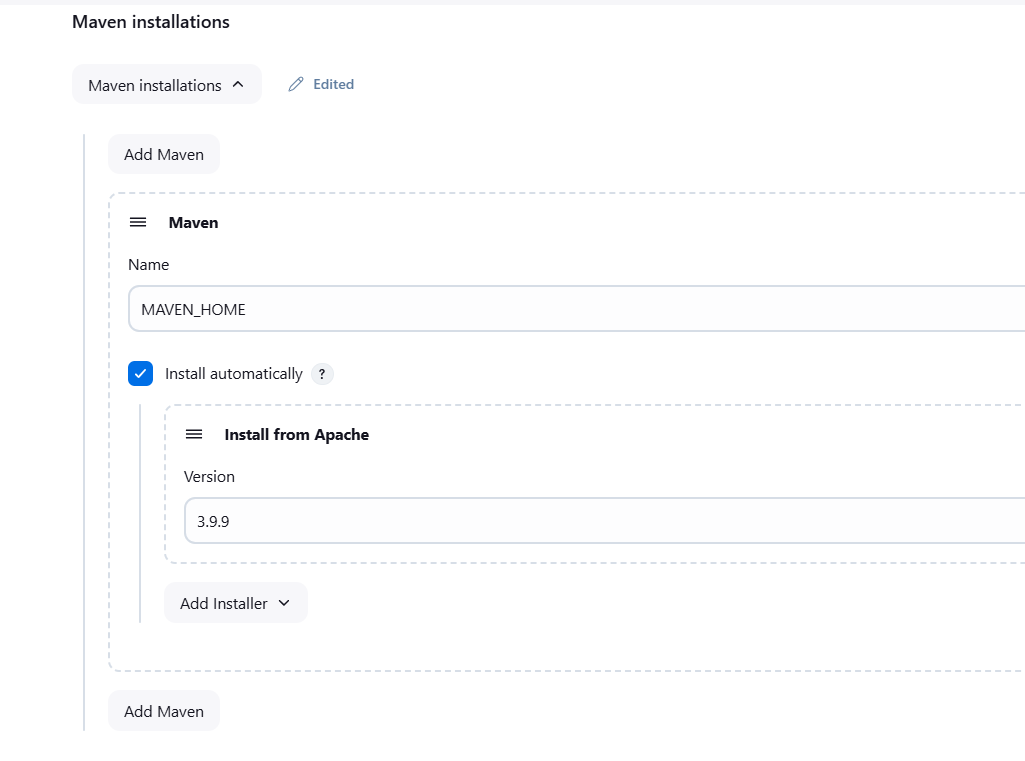 Maven installations
Maven installations
Edited
Add Maven
Maven
Name
MAVEN_HOME
Install automatically ?
Install from Apache
Version
3.9.9
Add Installer
Add Maven